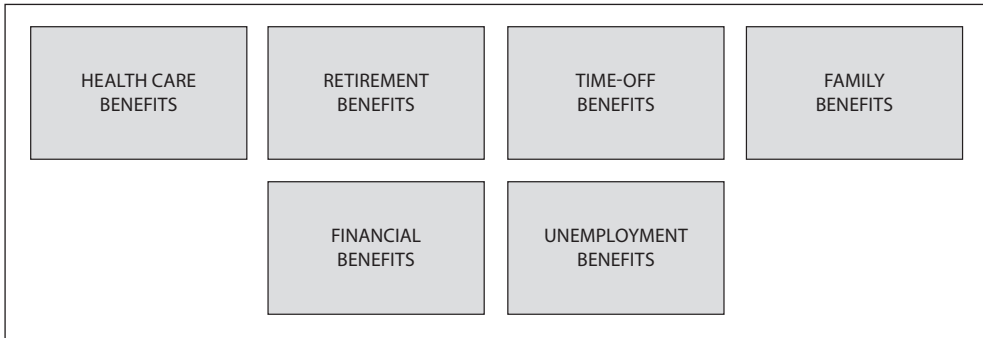 HEALTH CARE
BENEFITS
RETIREMENT
BENEFITS
TIME-OFF
BENEFITS
FAMILY
BENEFITS
FINANCIAL
BENEFITS
UNEMPLOYMENT
BENEFITS